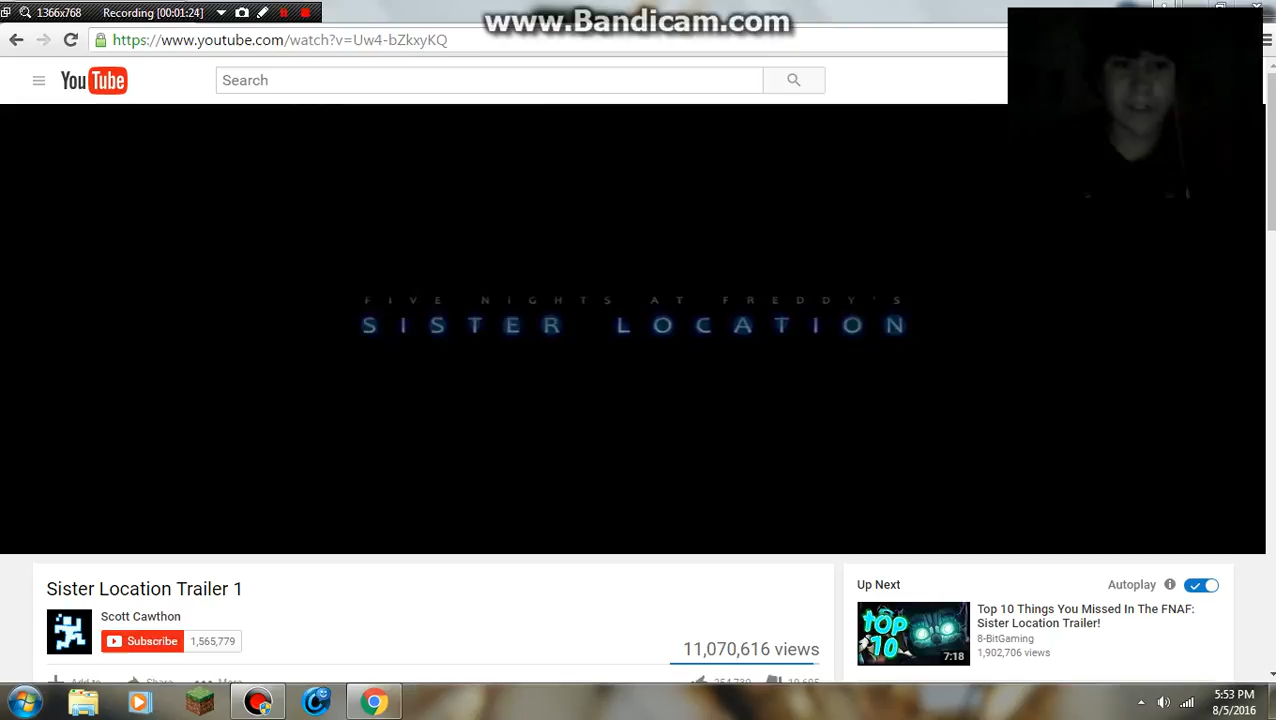 1366x768 Recording [00:01:24]
www.Bandicam.com
https://www.youtube.com/watch?v=Uw4-bZkxyKQ
YouTube
Search
FIVE NIGHTS AT FREDDY'S
SISTER LOCATION
Sister Location Trailer 1
Scott Cawthon
Subscribe 1,565,779
11,070,616 views
Up Next
Autoplay
TOP 10
7:18
Top 10 Things You Missed In The FNAF:
Sister Location Trailer!
8-BitGaming
1,902,706 views
5:53 PM
8/5/2016